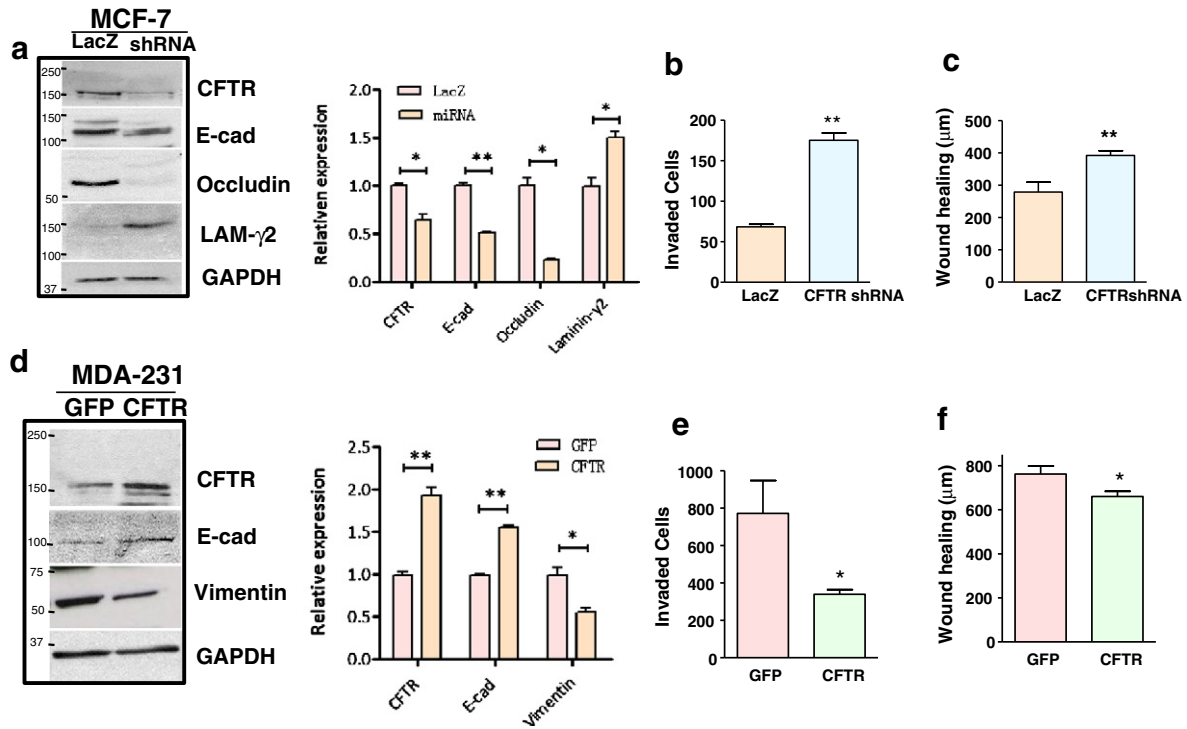 a
MCF-7
LacZ shRNA
250
150
CFTR
150
100
E-cad
50
Occludin
150
100
LAM-γ2
37
GAPDH
2.0
1.5
1.0
0.5
0.0
Relativen expression
LacZ
miRNA
*
**
*
*
CFTR
E-cad
Occludin
Laminin-γ2
b
200
150
100
50
0
Invaded Cells
**
LacZ
CFTR shRNA
c
500
400
300
200
100
0
Wound healing (μm)
**
LacZ
CFTRshRNA
d
MDA-231
GFP CFTR
250
150
CFTR
100
E-cad
75
50
Vimentin
37
GAPDH
2.5
2.0
1.5
1.0
0.5
0.0
Relative expression
GFP
CFTR
**
**
*
CFTR
E-cad
Vimentin
e
1000
800
600
400
200
0
Invaded Cells
*
GFP
CFTR
f
800
600
400
200
0
Wound healing (μm)
*
GFP
CFTR